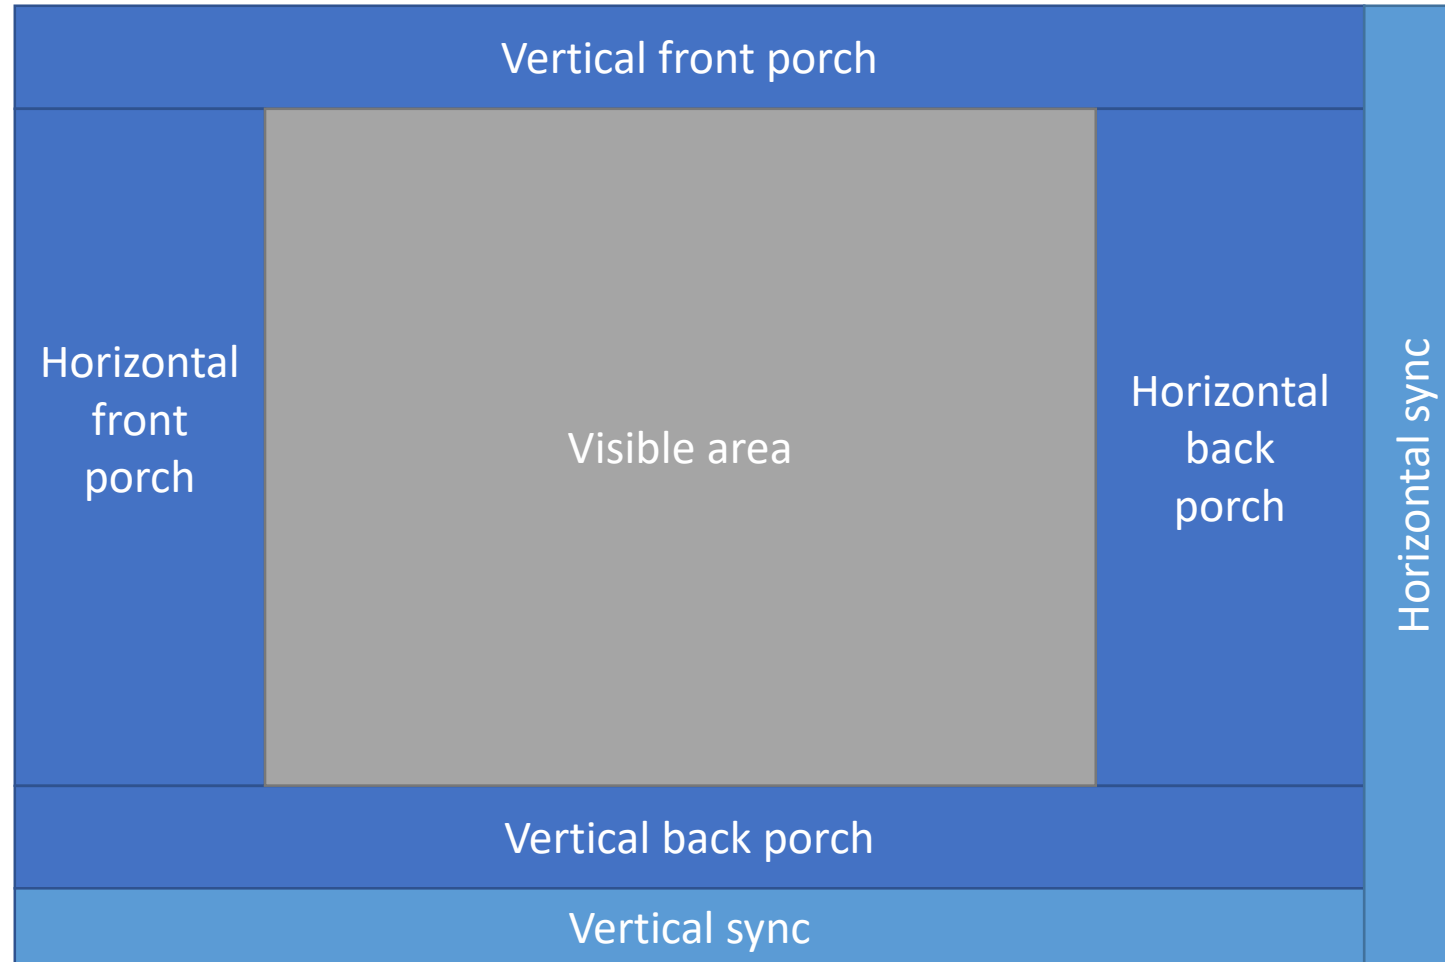 Vertical front porch
Horizontal
front
porch
Visible area
Horizontal
back
porch
Horizontal sync
Vertical back porch
Vertical sync